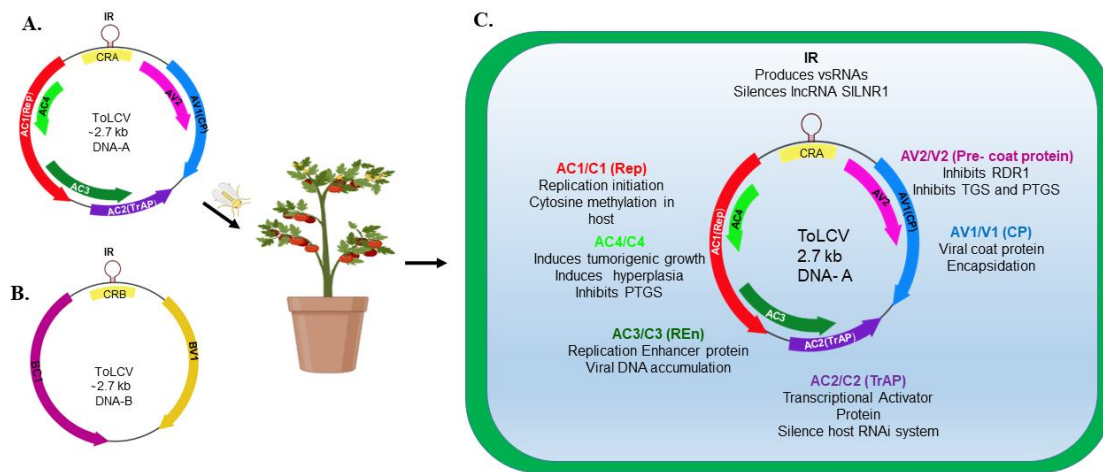 A.
IR
CRA
AC1(Rep)
AC4
AV2
AV1(CP)
ToLCV
~2.7 kb
DNA-A
AC3
AC2(TrAP)
B.
IR
CRB
BC1
BV1
ToLCV
~2.7 kb
DNA-B
C.
IR
Produces vsRNAs
Silences lncRNA SlLNR1
CRA
AC1(Rep)
AC4
AV2
AV1(CP)
ToLCV
2.7 kb
DNA- A
AC3
AC2(TrAP)
AC1/C1 (Rep)
Replication initiation
Cytosine methylation in
host
AC4/C4
Induces tumorigenic growth
Induces hyperplasia
Inhibits PTGS
AC3/C3 (REn)
Replication Enhancer protein
Viral DNA accumulation
AV2/V2 (Pre- coat protein)
Inhibits RDR1
Inhibits TGS and PTGS
AV1/V1 (CP)
Viral coat protein
Encapsidation
AC2/C2 (TrAP)
Transcriptional Activator
Protein
Silence host RNAi system